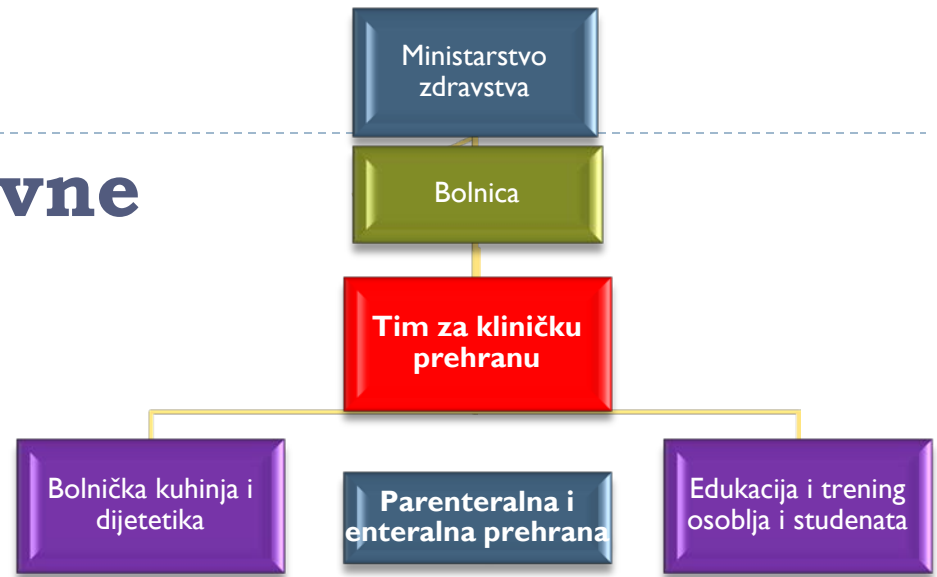 Ministarstvo
zdravstva
vne
Bolnica
Tim za kliničku
prehranu
Bolnička kuhinja i
dijetetika
Parenteralna i
enteralna prehrana
Edukacija i trening
osoblja i studenata